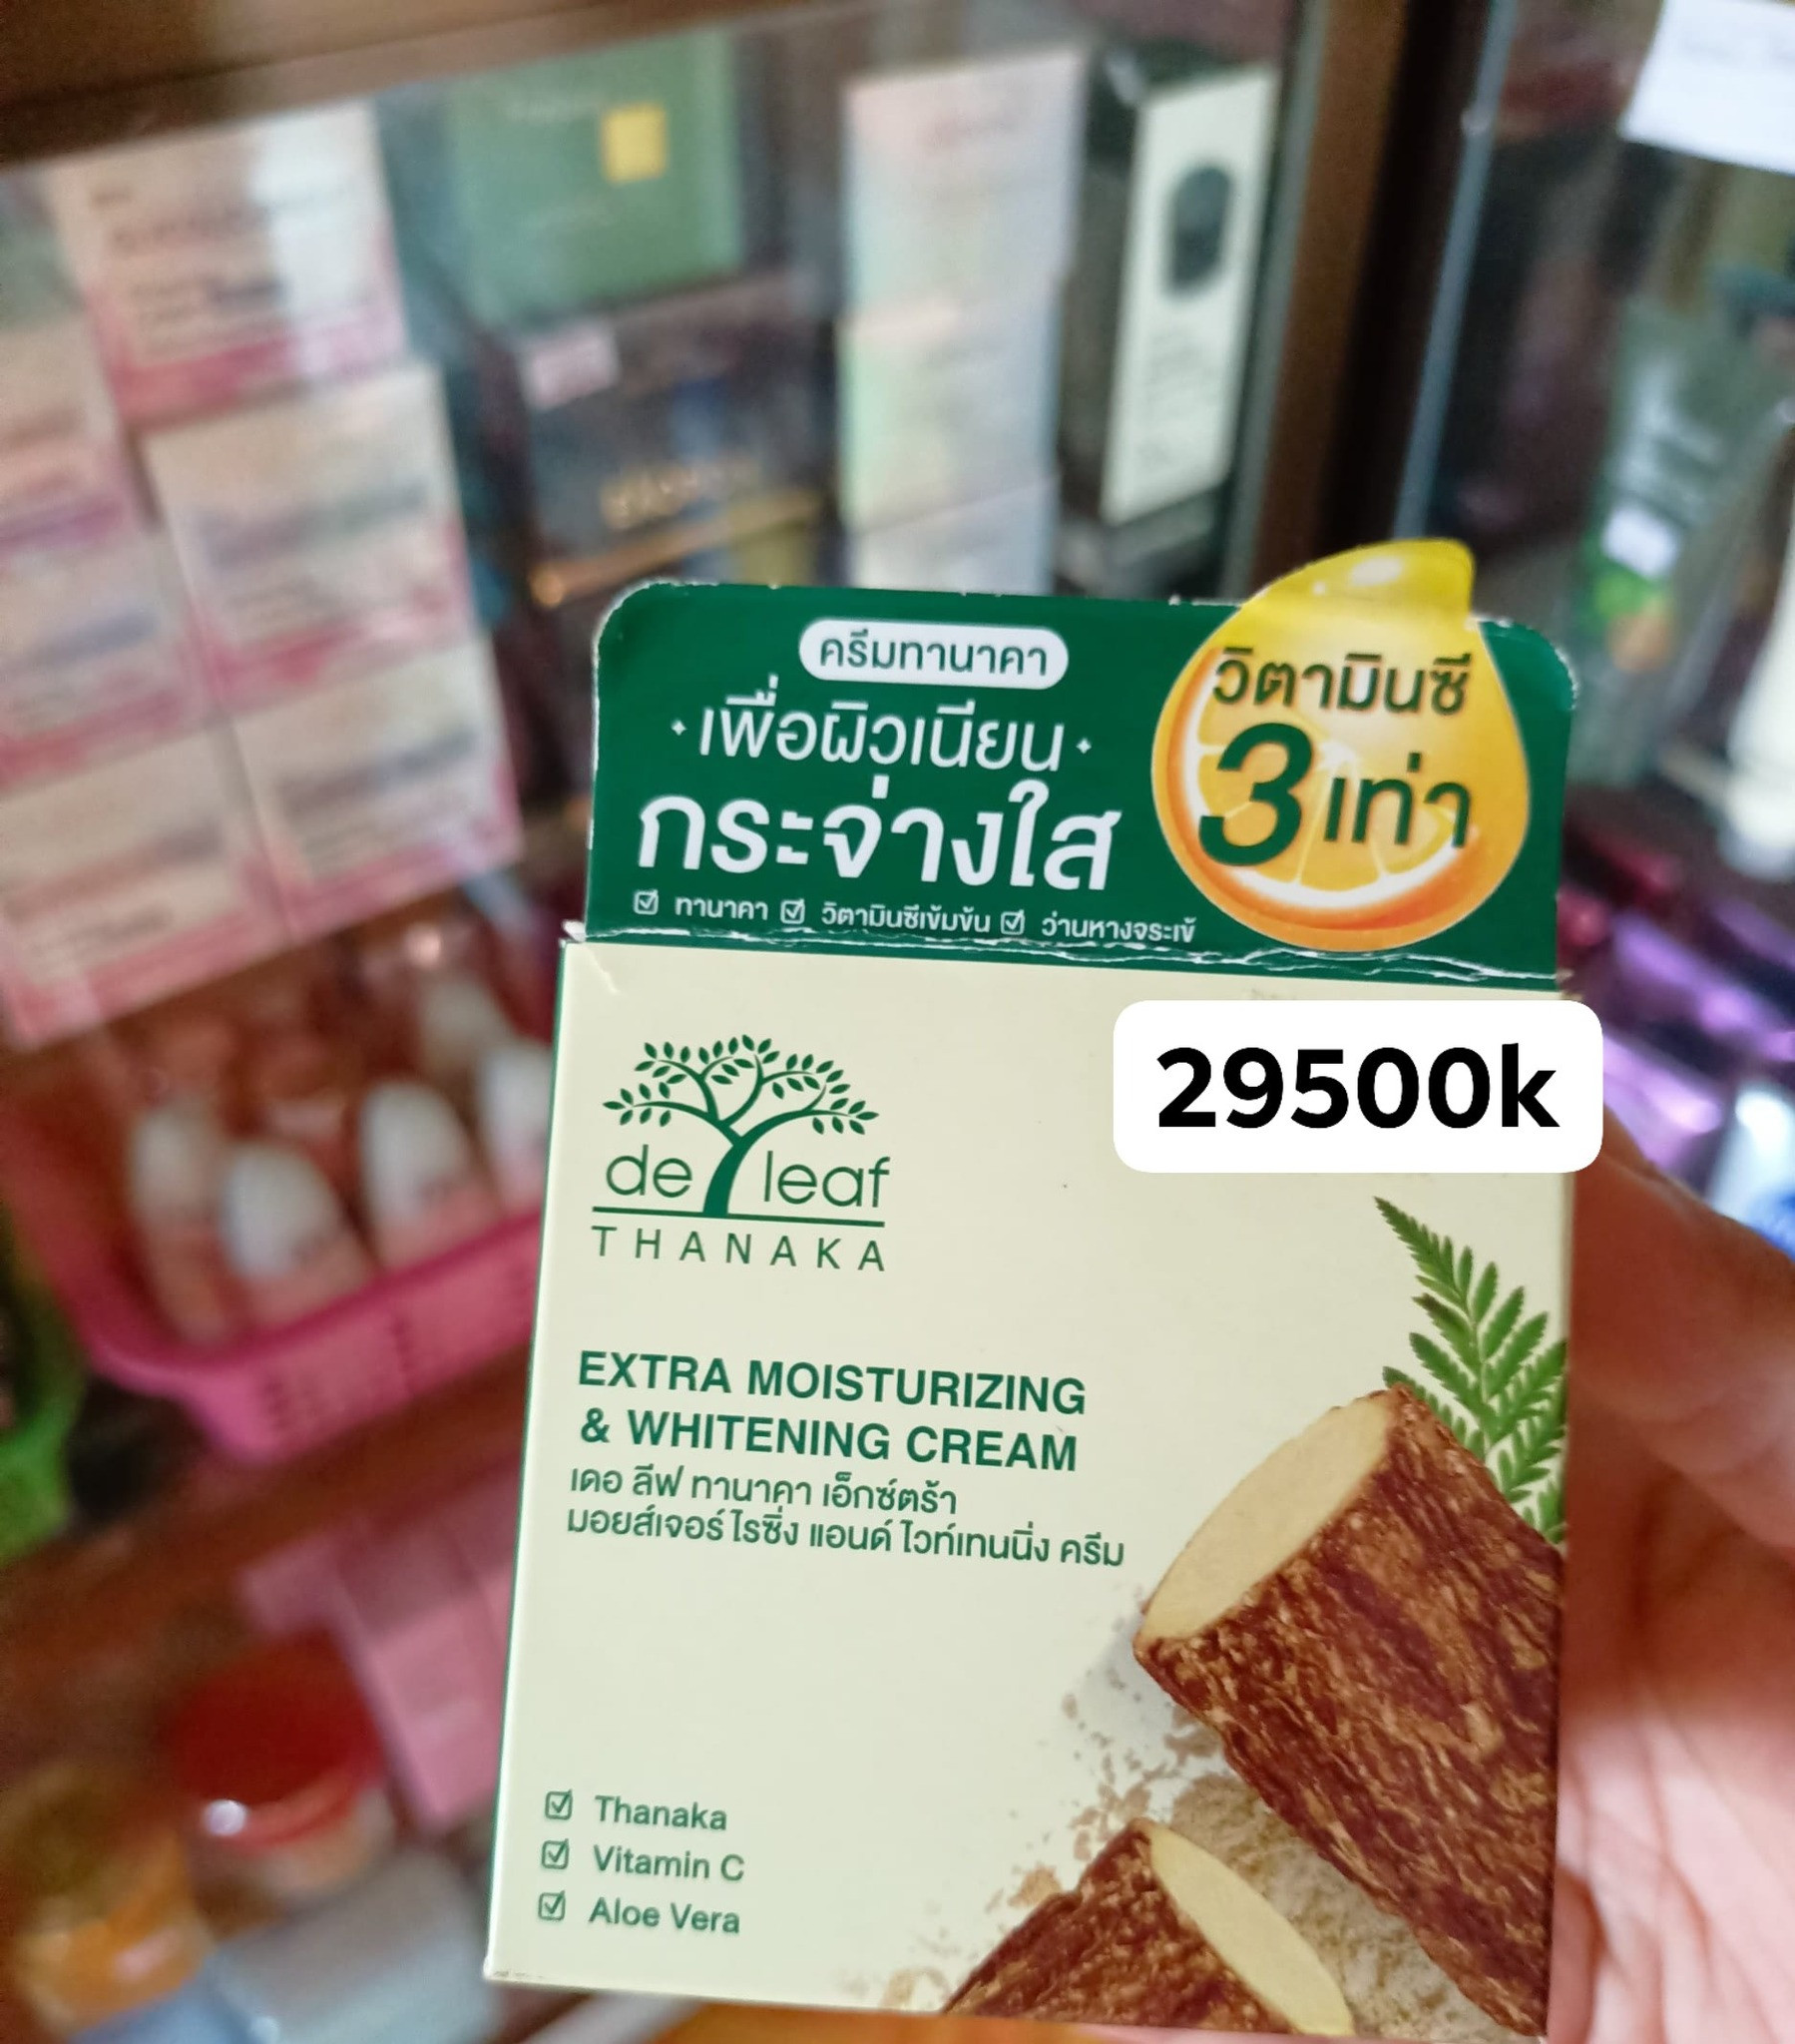 ครีมทานาคา
เพื่อผิวเนียน
กระจ่างใส
วิตามินซี
3 เท่า
ทานาคา วิตามินซีเข้มข้น ว่านหางจระเข้
29500k
de leaf
THANAKA
EXTRA MOISTURIZING
& WHITENING CREAM
เดอ ลีฟ ทานาคา เอ็กซ์ตร้า
มอยส์เจอร์ไรซิ่ง แอนด์ ไวท์เทนนิ่ง ครีม
Thanaka
Vitamin C
Aloe Vera